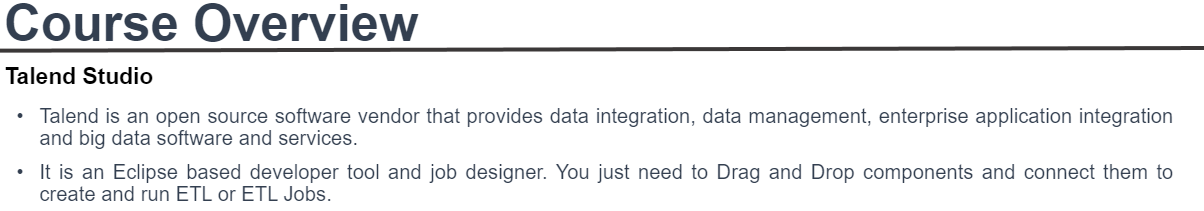 Course Overview
Talend Studio
• Talend is an open source software vendor that provides data integration, data management, enterprise application integration
and big data software and services.
• It is an Eclipse based developer tool and job designer. You just need to Drag and Drop components and connect them to
create and run ETL or ETL Jobs.